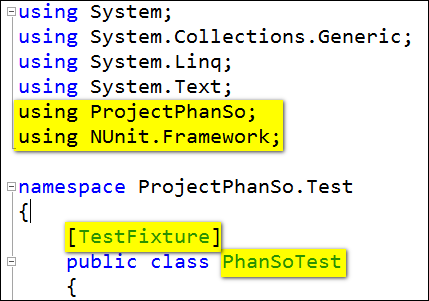 using System;
using System.Collections.Generic;
using System.Linq;
using System.Text;
using ProjectPhanSo;
using NUnit.Framework;
namespace ProjectPhanSo.Test
{
[TestFixture]
public class PhanSoTest
{